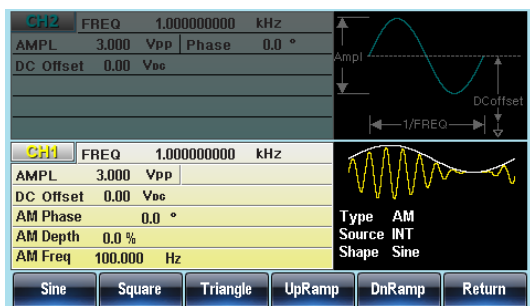 CH2 FREQ 1.000000000 kHz
AMPL 3.000 VPP Phase 0.0 °
DC Offset 0.00 VDC
Ampl
DCoffset
1/FREQ
CH1 FREQ 1.000000000 kHz
AMPL 3.000 VPP
DC Offset 0.00 VDC
AM Phase 0.0 °
AM Depth 0.0 %
AM Freq 100.000 Hz
Type AM
Source INT
Shape Sine
Sine Square Triangle UpRamp DnRamp Return